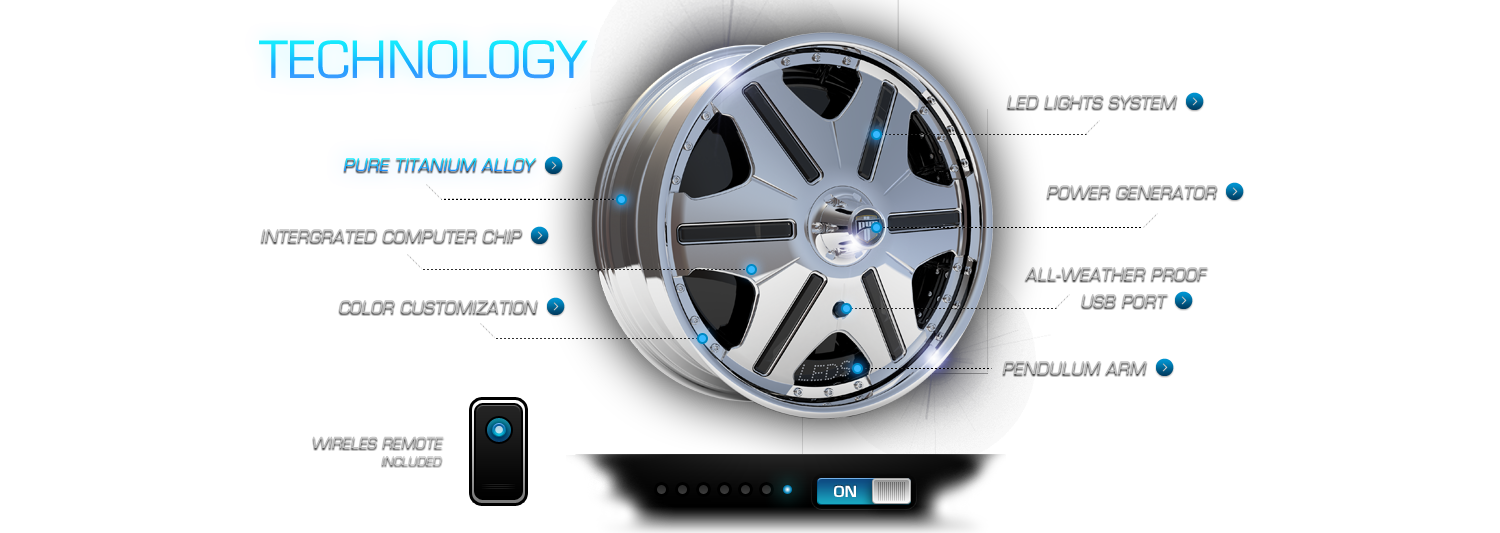 TECHNOLOGY
PURE TITANIUM ALLOY
INTERGRATED COMPUTER CHIP
COLOR CUSTOMIZATION
LED LIGHTS SYSTEM
POWER GENERATOR
ALL-WEATHER PROOF
USB PORT
PENDULUM ARM
LEDS
WIRELES REMOTE
INCLUDED
ON